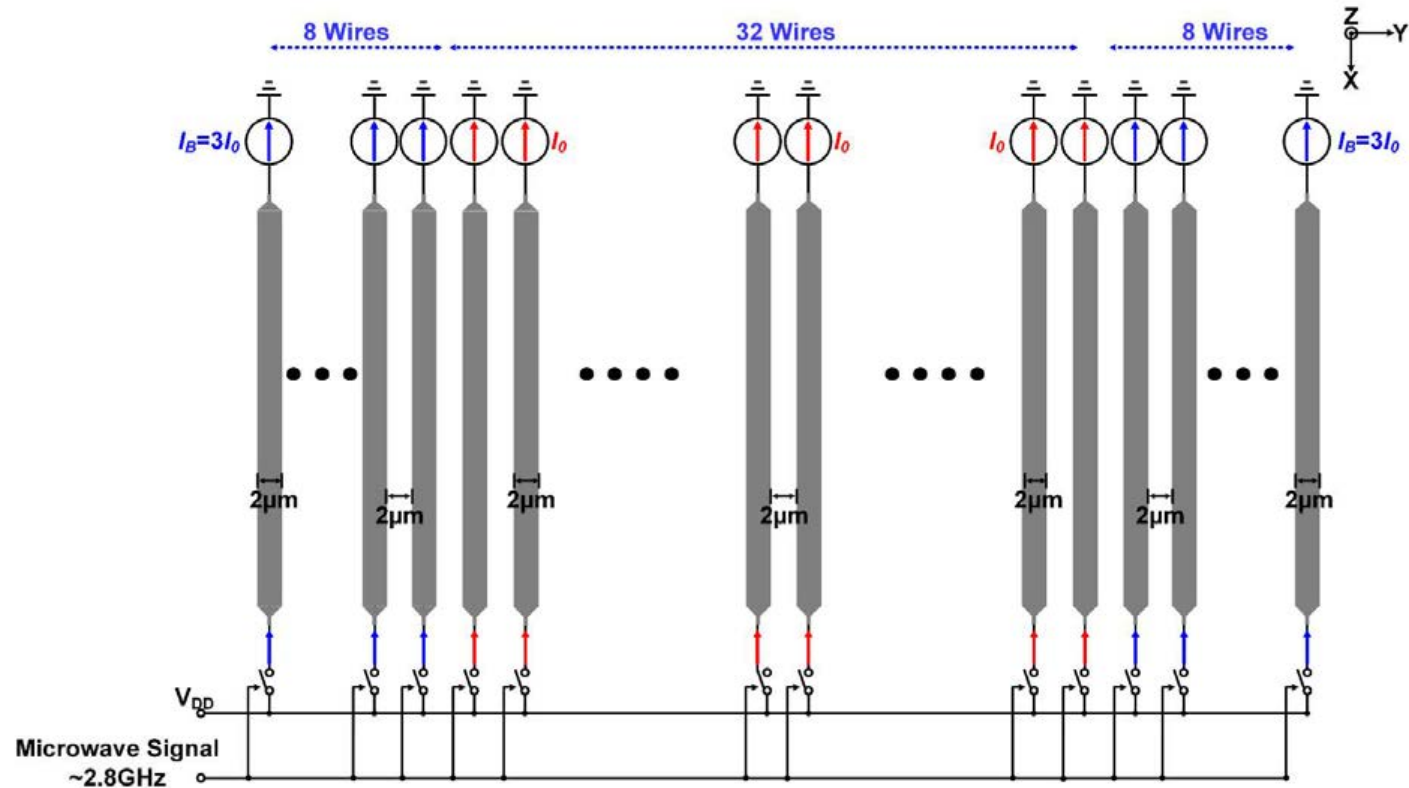 8 Wires 32 Wires 8 Wires
Z
Y
X
I_B=3I_0 I_0 I_0 I_0 I_B=3I_0
2μm 2μm 2μm 2μm 2μm 2μm 2μm
V_DD
Microwave Signal
~2.8GHz